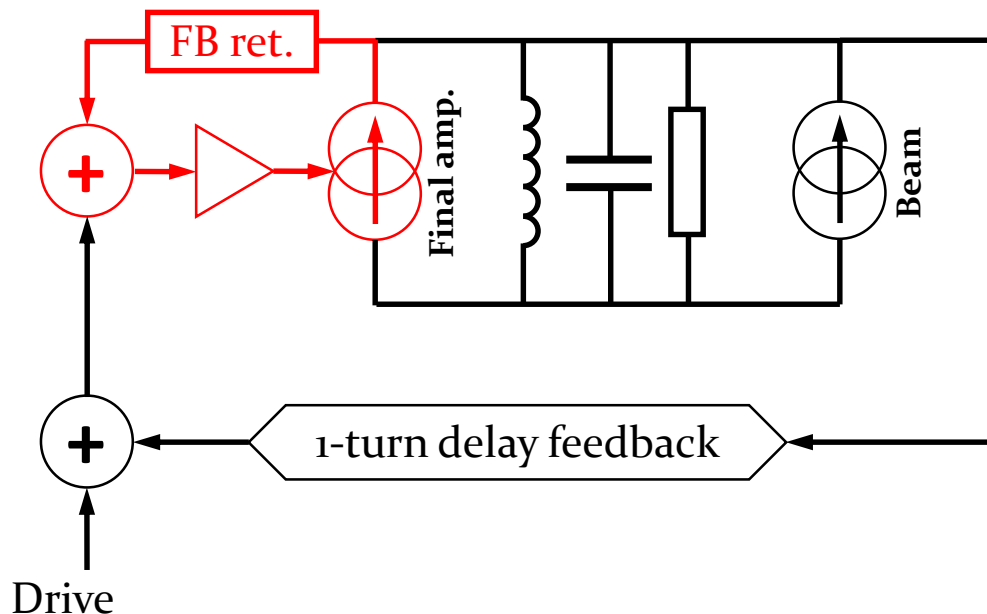 FB ret.
+
Final amp.
Beam
+
1-turn delay feedback
Drive